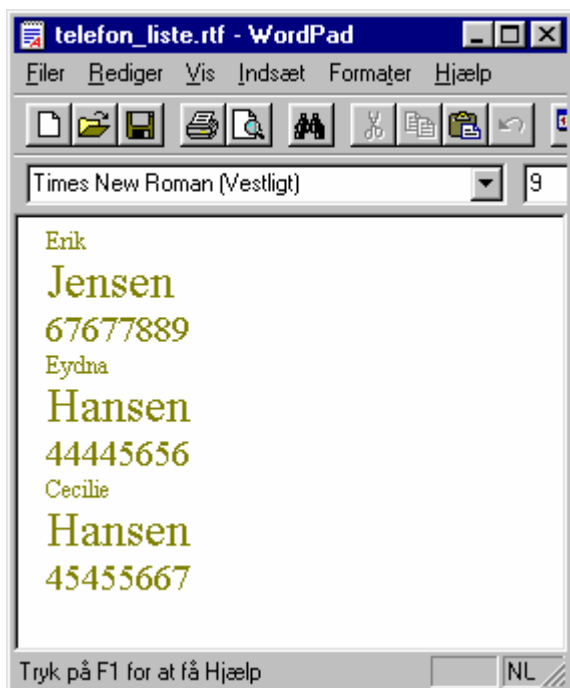 telefon_liste.rtf - WordPad
Filer Rediger Vis Indsæt Formater Hjælp
Times New Roman (Vestligt) 9
Erik
Jensen
67677889
Eydna
Hansen
44445656
Cecilie
Hansen
45455667
Tryk på F1 for at få Hjælp NL